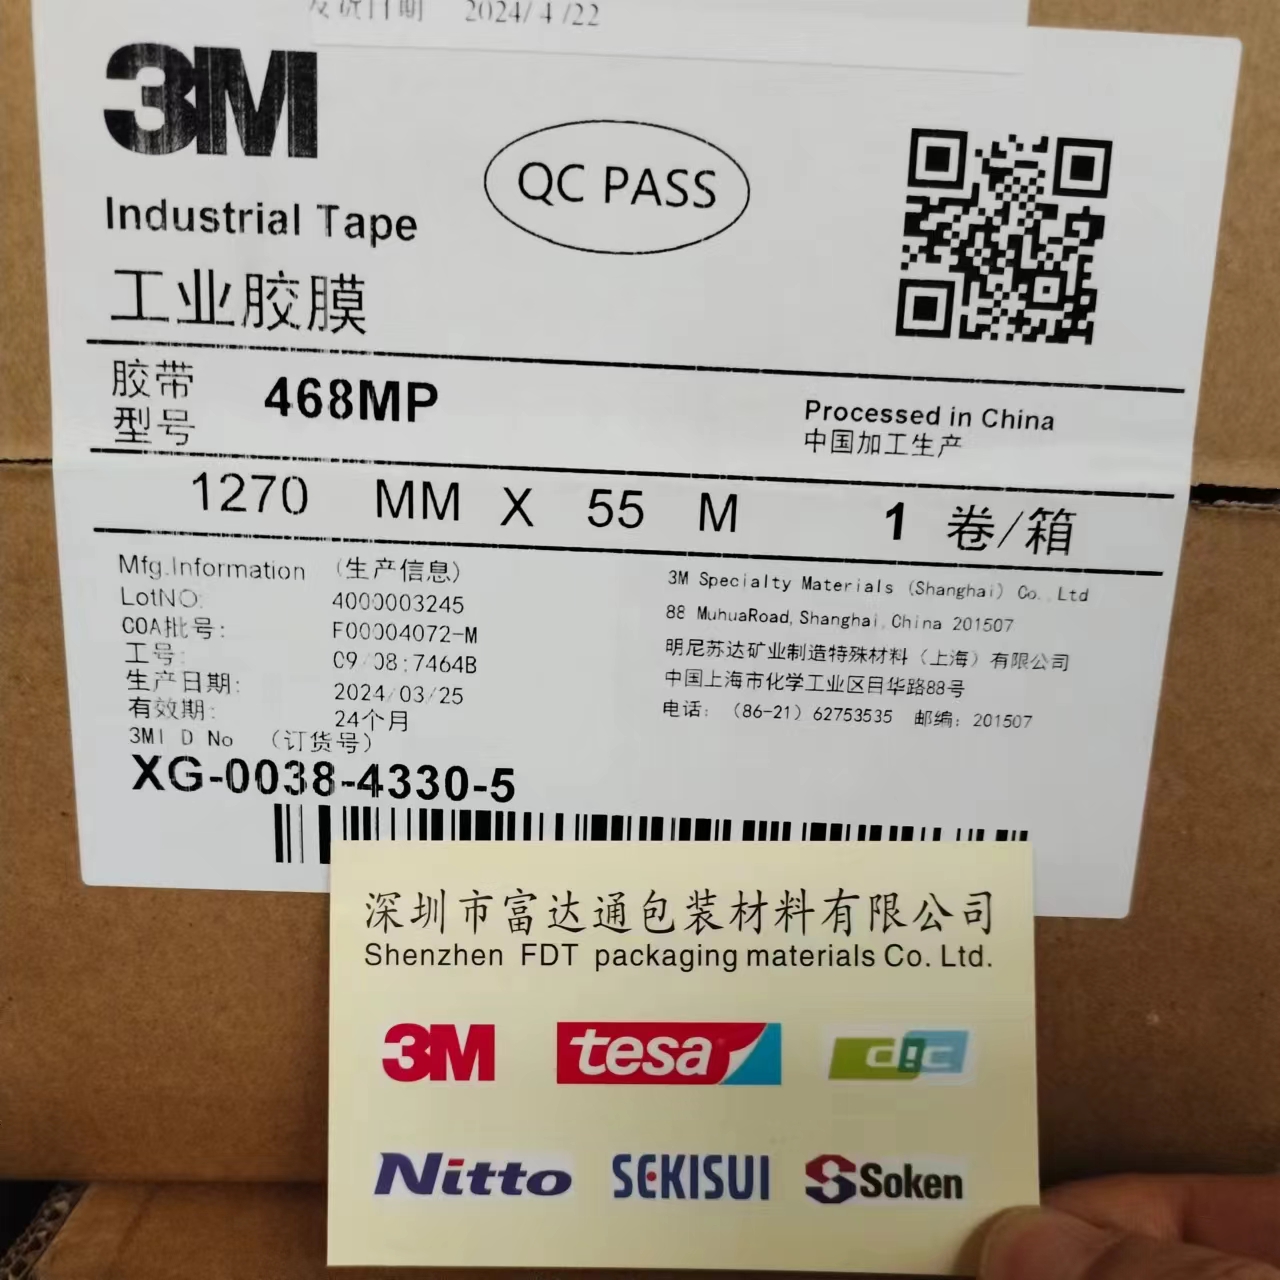 发货日期 2024/4/22
3M
QC PASS
Industrial Tape
工业胶膜
胶带型号 468MP
Processed in China
中国加工生产
1270 MM X 55 M 1 卷/箱
Mfg.Information (生产信息)
LotNO: 4000003245
COA批号: F00004072-M
工号: 09/08:7464B
生产日期: 2024/03/25
有效期: 24个月
3MI D No (订货号)
XG-0038-4330-5
3M Specialty Materials (Shanghai) Co.,Ltd
88 MuhuaRoad,Shanghai,China 201507
明尼苏达矿业制造特殊材料(上海)有限公司
中国上海市化学工业区目华路88号
电话: (86-21) 62753535 邮编: 201507
深圳市富达通包装材料有限公司
Shenzhen FDT packaging materials Co. Ltd.
3M tesa dic
Nitto SEKISUI Soken